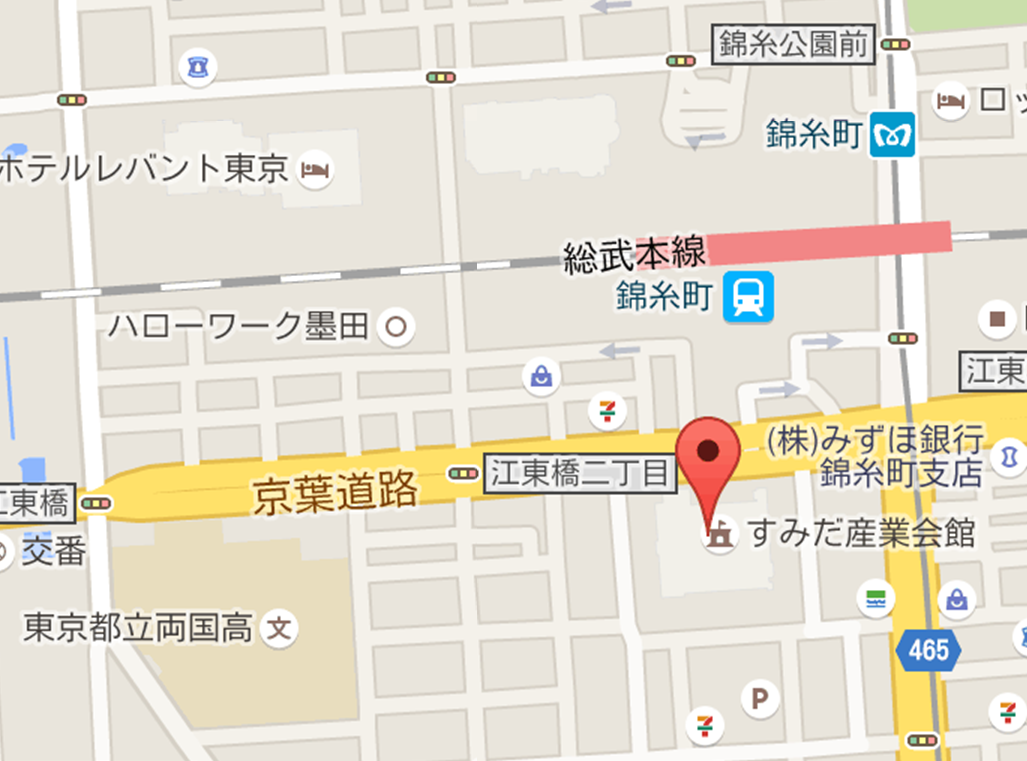 錦糸公園前
ロッ
錦糸町
ホテルレバント東京
総武本線
錦糸町
ハローワーク墨田
江東
(株)みずほ銀行
錦糸町支店
江東橋二丁目
京葉道路
江東橋
すみだ産業会館
交番
東京都立両国高
文
465
P
7
7
7